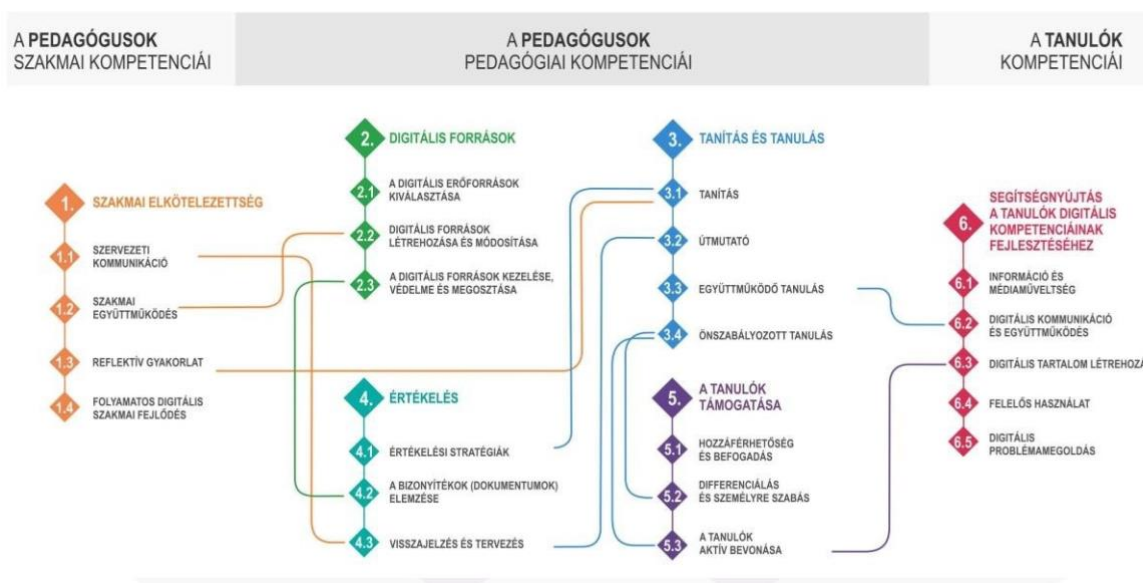 A PEDAGÓGUSOK
SZAKMAI KOMPETENCIÁI
A PEDAGÓGUSOK
PEDAGÓGIAI KOMPETENCIÁI
A TANULÓK
KOMPETENCIÁI
1. SZAKMAI ELKÖTELEZETTSÉG
1.1 SZERVEZETI
KOMMUNIKÁCIÓ
1.2 SZAKMAI
EGYÜTTMŰKÖDÉS
1.3 REFLEKTÍV GYAKORLAT
1.4 FOLYAMATOS DIGITÁLIS
SZAKMAI FEJLŐDÉS
2. DIGITÁLIS FORRÁSOK
2.1 A DIGITÁLIS ERŐFORRÁSOK
KIVÁLASZTÁSA
2.2 DIGITÁLIS FORRÁSOK
LÉTREHOZÁSA ÉS MÓDOSÍTÁSA
2.3 A DIGITÁLIS FORRÁSOK KEZELÉSE,
VÉDELME ÉS MEGOSZTÁSA
3. TANÍTÁS ÉS TANULÁS
3.1 TANÍTÁS
3.2 ÚTMUTATÓ
3.3 EGYÜTTMŰKÖDŐ TANULÁS
3.4 ÖNSZABÁLYOZOTT TANULÁS
4. ÉRTÉKELÉS
4.1 ÉRTÉKELÉSI STRATÉGIÁK
4.2 A BIZONYÍTÉKOK (DOKUMENTUMOK)
ELEMZÉSE
4.3 VISSZAJELZÉS ÉS TERVEZÉS
5. A TANULÓK
TÁMOGATÁSA
5.1 HOZZÁFÉRHETŐSÉG
ÉS BEFOGADÁS
5.2 DIFFERENCIÁLÁS
ÉS SZEMÉLYRE SZABÁS
5.3 A TANULÓK
AKTÍV BEVONÁSA
6. SEGÍTSÉGNYÚJTÁS
A TANULÓK DIGITÁLIS
KOMPETENCIÁINAK
FEJLESZTÉSÉHEZ
6.1 INFORMÁCIÓ ÉS
MÉDIAMŰVELTSÉG
6.2 DIGITÁLIS KOMMUNIKÁCIÓ
ÉS EGYÜTTMŰKÖDÉS
6.3 DIGITÁLIS TARTALOM LÉTREHOZÁ
6.4 FELELŐS HASZNÁLAT
6.5 DIGITÁLIS
PROBLÉMAMEGOLDÁS